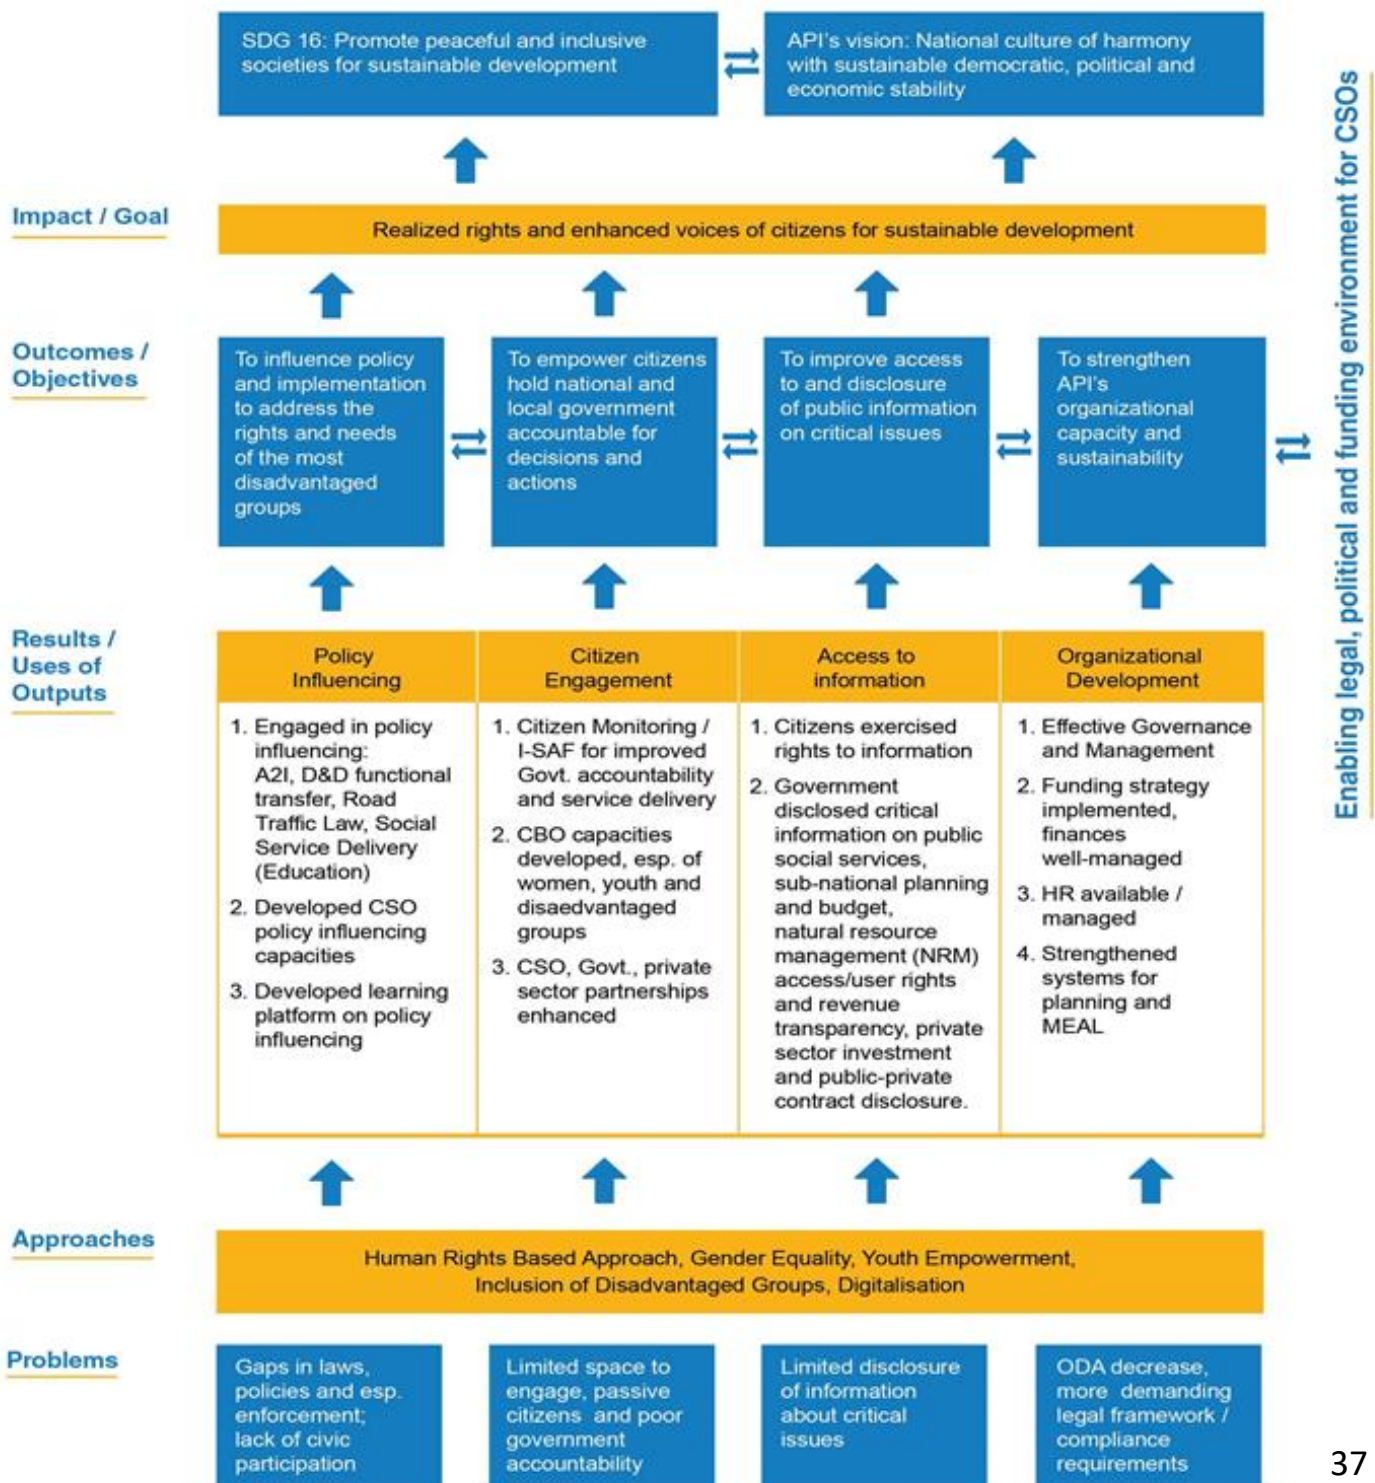 SDG 16: Promote peaceful and inclusive
societies for sustainable development
API's vision: National culture of harmony
with sustainable democratic, political and
economic stability
Enabling legal, political and funding environment for CSOs
Impact / Goal
Realized rights and enhanced voices of citizens for sustainable development
Outcomes /
Objectives
To influence policy
and implementation
to address the
rights and needs
of the most
disadvantaged
groups
To empower citizens
hold national and
local government
accountable for
decisions and
actions
To improve access
to and disclosure
of public information
on critical issues
To strengthen
API's
organizational
capacity and
sustainability
Results /
Uses of
Outputs
Policy
Influencing
1. Engaged in policy
influencing:
A2I, D&D functional
transfer, Road
Traffic Law, Social
Service Delivery
(Education)
2. Developed CSO
policy influencing
capacities
3. Developed learning
platform on policy
influencing
Citizen
Engagement
1. Citizen Monitoring /
I-SAF for improved
Govt. accountability
and service delivery
2. CBO capacities
developed, esp. of
women, youth and
disaedvantaged
groups
3. CSO, Govt., private
sector partnerships
enhanced
Access to
information
1. Citizens exercised
rights to information
2. Government
disclosed critical
information on public
social services,
sub-national planning
and budget,
natural resource
management (NRM)
access/user rights
and revenue
transparency, private
sector investment
and public-private
contract disclosure.
Organizational
Development
1. Effective Governance
and Management
2. Funding strategy
implemented,
finances
well-managed
3. HR available /
managed
4. Strengthened
systems for
planning and
MEAL
Approaches
Human Rights Based Approach, Gender Equality, Youth Empowerment,
Inclusion of Disadvantaged Groups, Digitalisation
Problems
Gaps in laws,
policies and esp.
enforcement;
lack of civic
participation
Limited space to
engage, passive
citizens and poor
government
accountability
Limited disclosure
of information
about critical
issues
ODA decrease,
more demanding
legal framework /
compliance
requirements
37